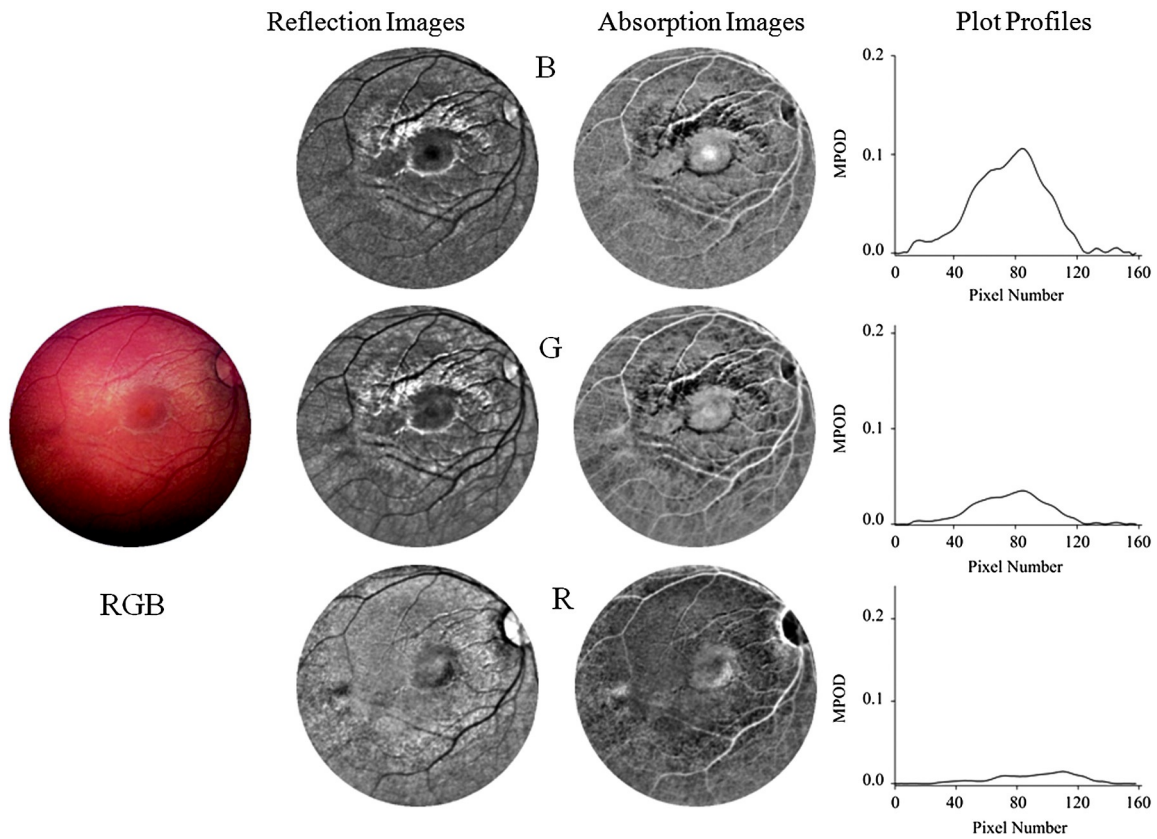 Reflection Images
Absorption Images
Plot Profiles
B
0.2
0.1
0.0
MPOD
0 40 80 120 160
Pixel Number
G
0.2
0.1
0.0
MPOD
0 40 80 120 160
Pixel Number
RGB
R
0.2
0.1
0.0
MPOD
0 40 80 120 160
Pixel Number